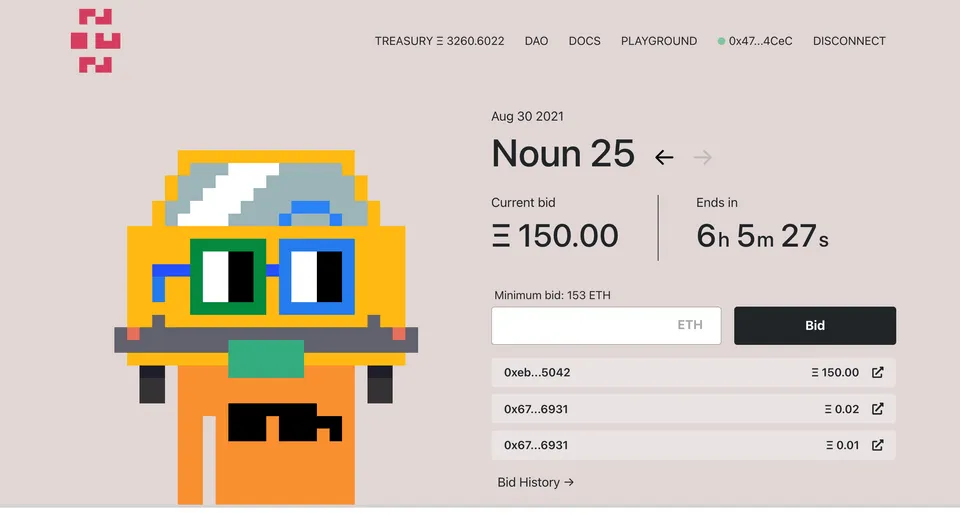 TREASURY Ξ 3260.6022 DAO DOCS PLAYGROUND 0x47...4CeC DISCONNECT
Aug 30 2021
Noun 25 ← →
Current bid
Ξ 150.00
Ends in
6h 5m 27s
Minimum bid: 153 ETH
ETH
Bid
0xeb...5042 Ξ 150.00
0x67...6931 Ξ 0.02
0x67...6931 Ξ 0.01
Bid History →